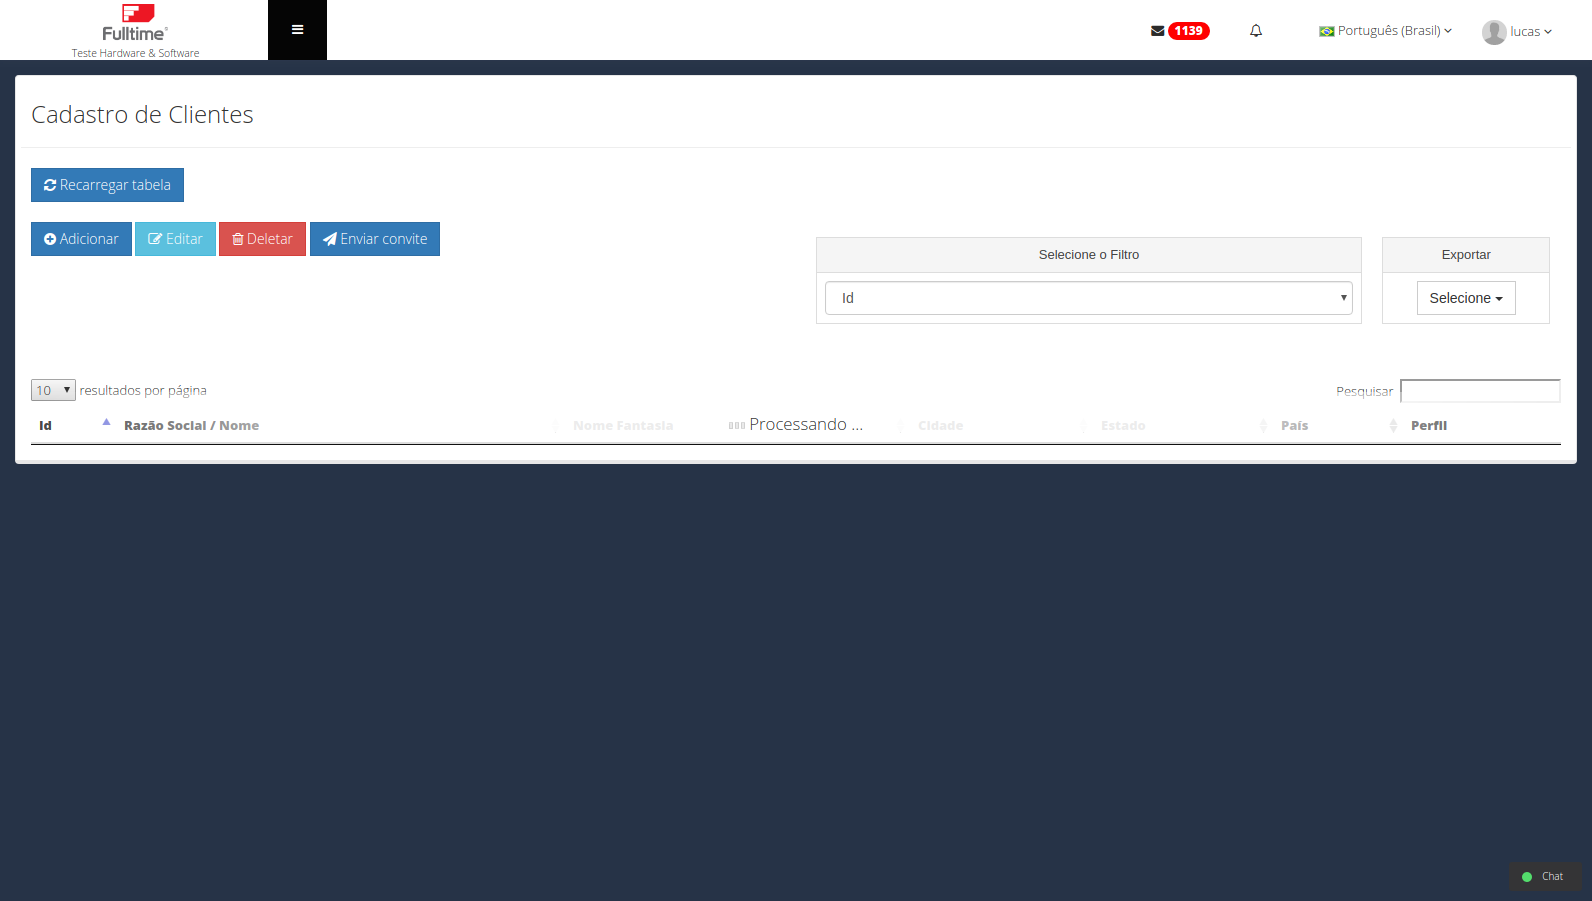 Fulltime®
Teste Hardware & Software
1139
Português (Brasil)
lucas
Cadastro de Clientes
Recarregar tabela
Adicionar
Editar
Deletar
Enviar convite
Selecione o Filtro
Exportar
Id
Selecione
10 resultados por página
Pesquisar
Id
Razão Social / Nome
Nome Fantasia
Processando ...
Cidade
Estado
País
Perfil
Chat